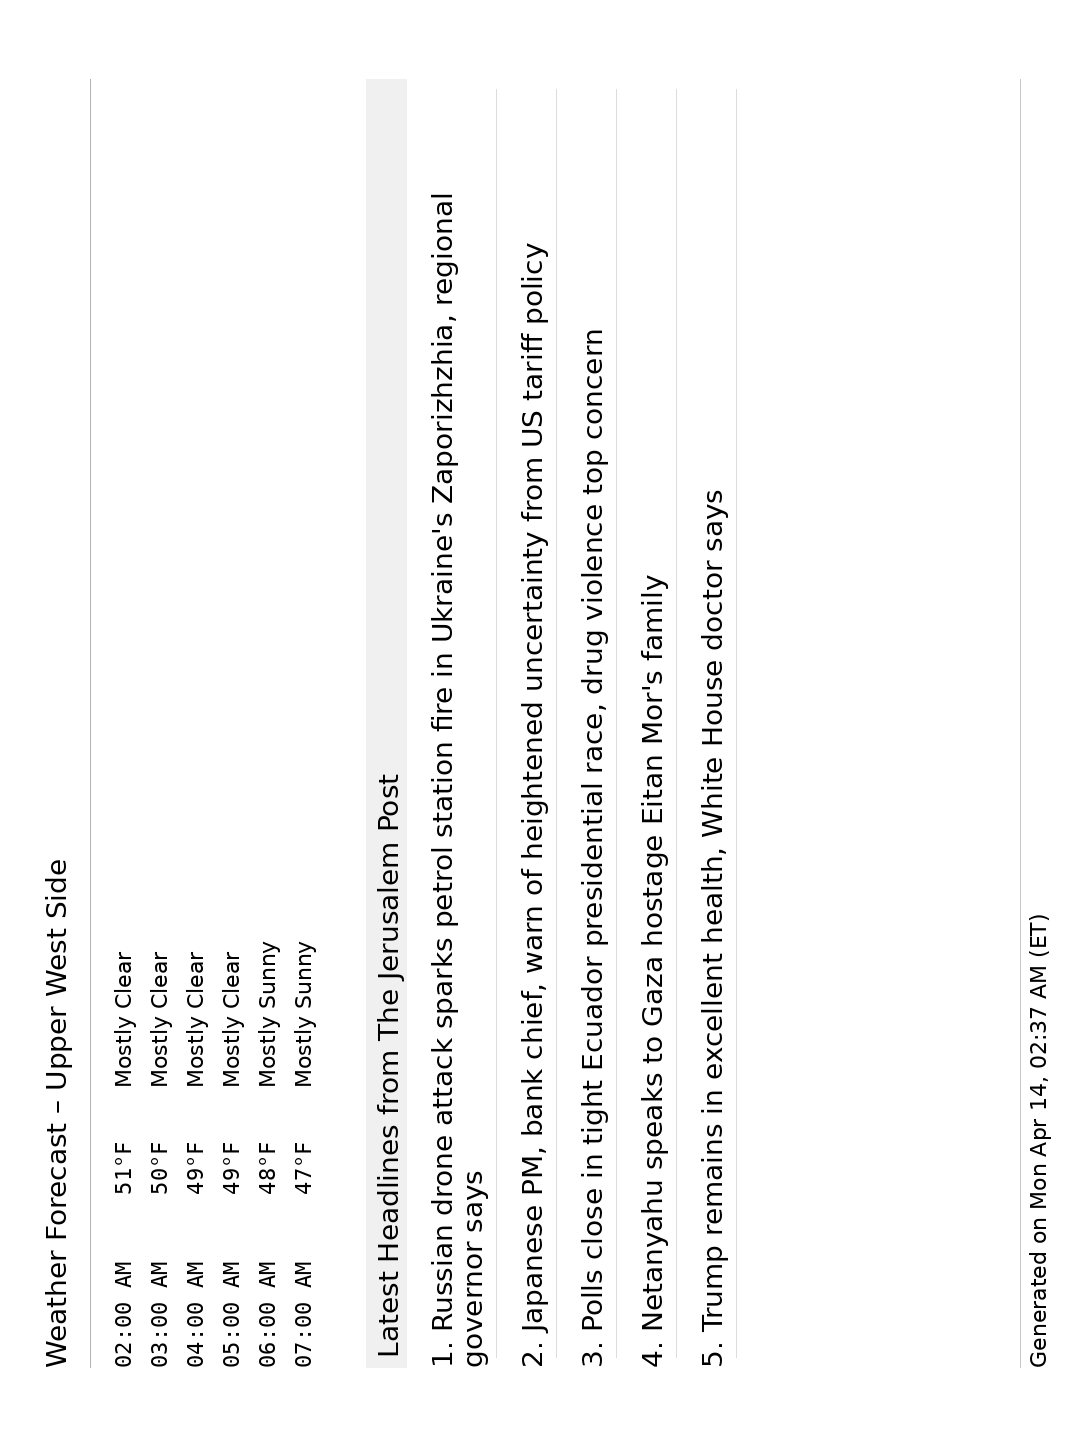 Weather Forecast – Upper West Side
02:00 AM 51°F Mostly Clear
03:00 AM 50°F Mostly Clear
04:00 AM 49°F Mostly Clear
05:00 AM 49°F Mostly Clear
06:00 AM 48°F Mostly Sunny
07:00 AM 47°F Mostly Sunny
Latest Headlines from The Jerusalem Post
1. Russian drone attack sparks petrol station fire in Ukraine's Zaporizhzhia, regional
governor says
2. Japanese PM, bank chief, warn of heightened uncertainty from US tariff policy
3. Polls close in tight Ecuador presidential race, drug violence top concern
4. Netanyahu speaks to Gaza hostage Eitan Mor's family
5. Trump remains in excellent health, White House doctor says
Generated on Mon Apr 14, 02:37 AM (ET)